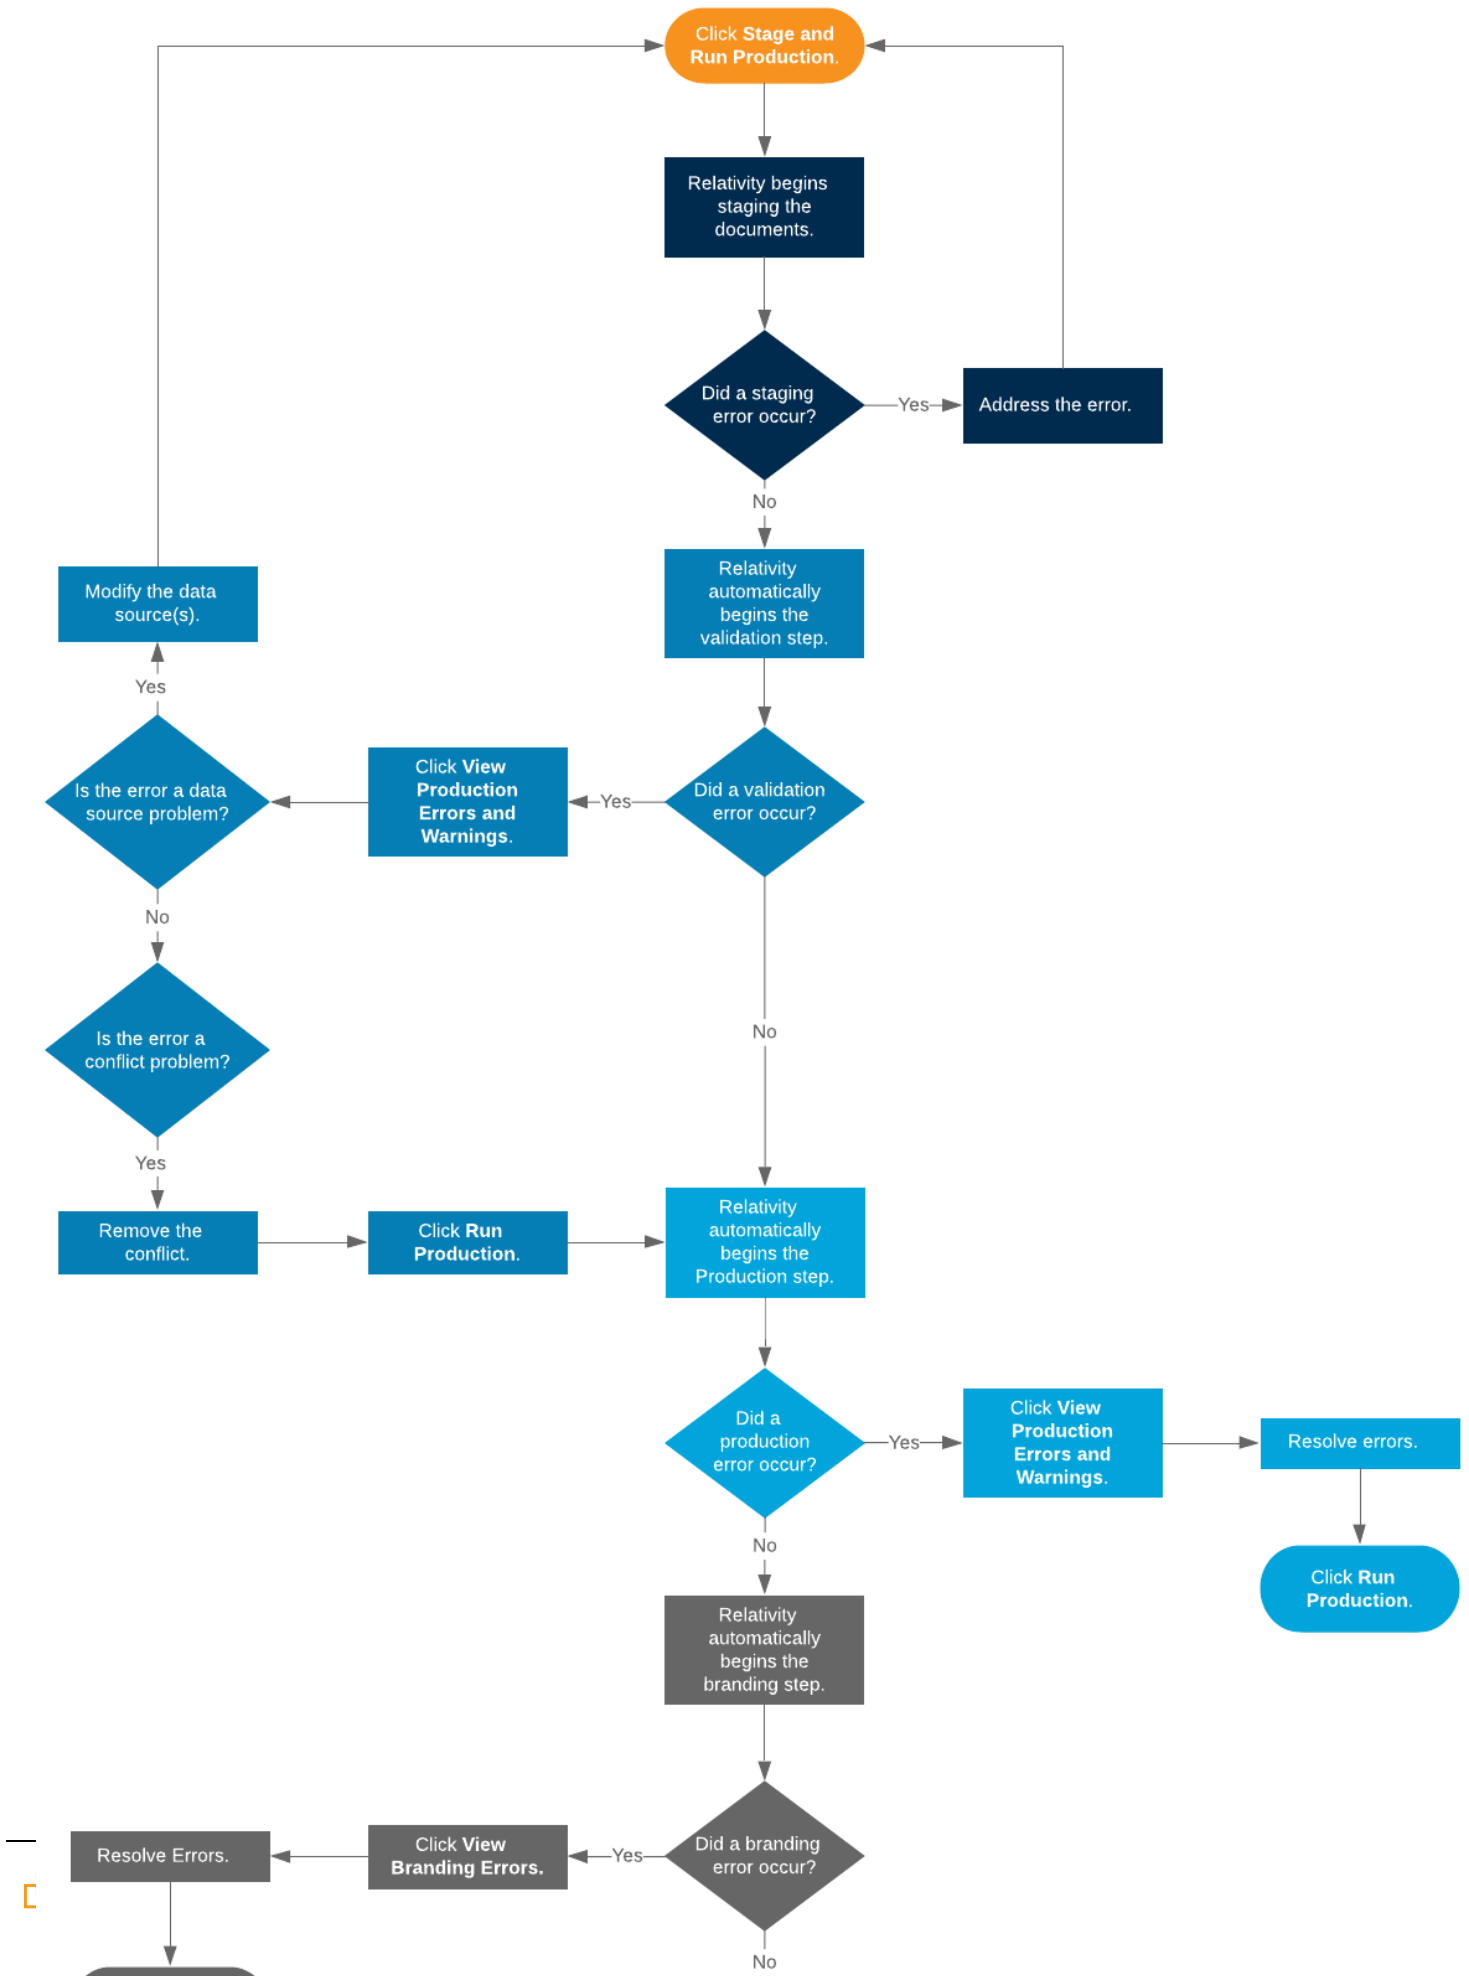 Click Stage and
Run Production.
Relativity begins
staging the
documents.
Did a staging
error occur?
Yes
Address the error.
No
Relativity
automatically
begins the
validation step.
Modify the data
source(s).
Yes
Is the error a data
source problem?
Click View
Production
Errors and
Warnings.
Yes
Did a validation
error occur?
No
Is the error a
conflict problem?
No
Yes
Remove the
conflict.
Click Run
Production.
Relativity
automatically
begins the
Production step.
Did a
production
error occur?
Yes
Click View
Production
Errors and
Warnings.
Resolve errors.
No
Click Run
Production.
Relativity
automatically
begins the
branding step.
Resolve Errors.
Click View
Branding Errors.
Yes
Did a branding
error occur?
No